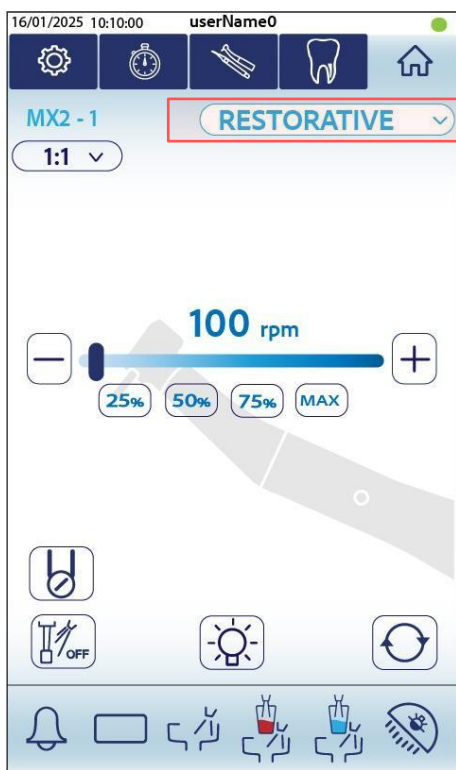 16/01/2025 10:10:00 userName0
MX2 - 1 RESTORATIVE
1:1
100 rpm
25% 50% 75% MAX
OFF